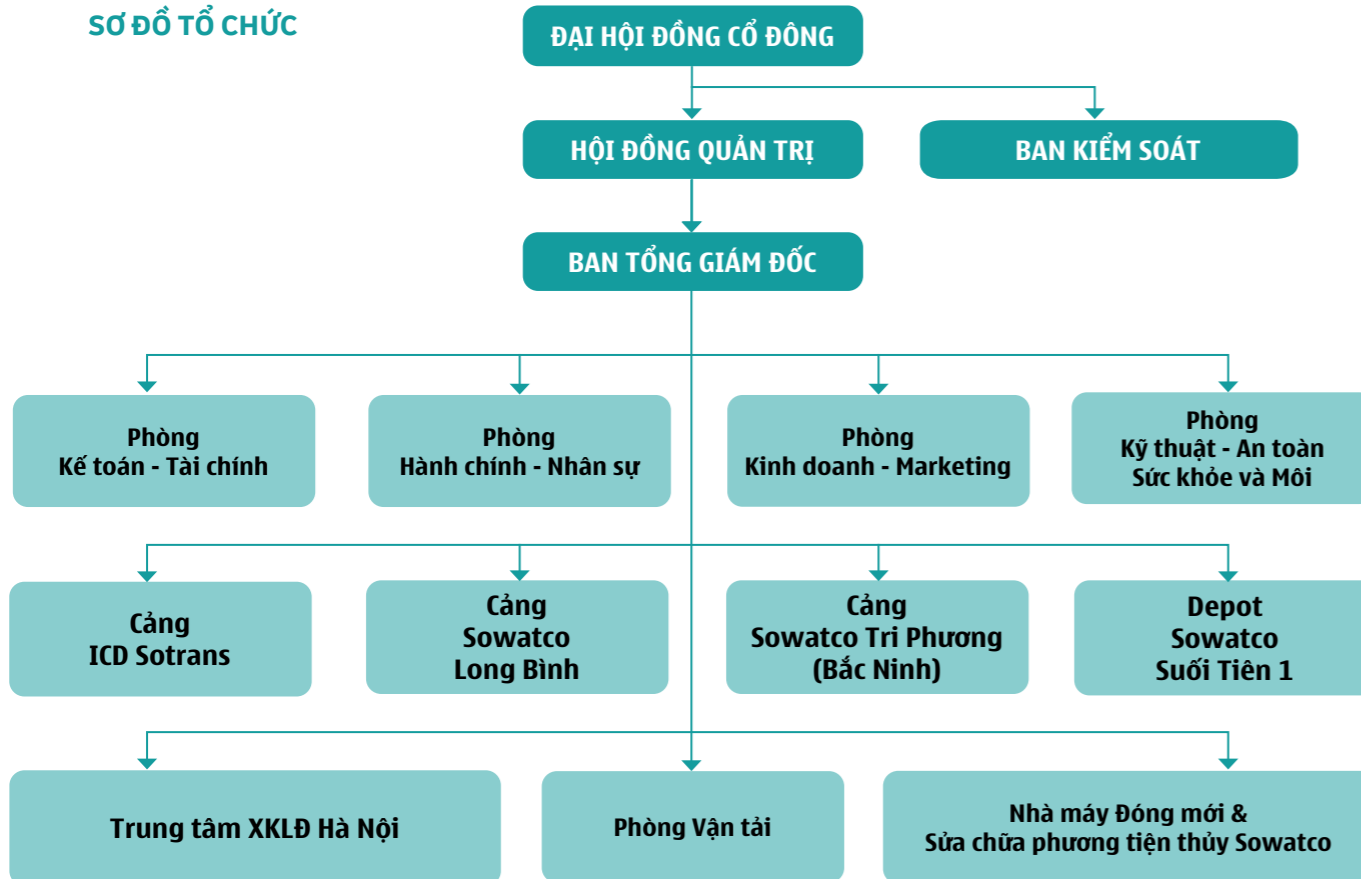 SƠ ĐỒ TỔ CHỨC
ĐẠI HỘI ĐỒNG CỔ ĐÔNG
HỘI ĐỒNG QUẢN TRỊ
BAN KIỂM SOÁT
BAN TỔNG GIÁM ĐỐC
Phòng
Kế toán - Tài chính
Phòng
Hành chính - Nhân sự
Phòng
Kinh doanh - Marketing
Phòng
Kỹ thuật - An toàn
Sức khỏe và Môi
Cảng
ICD Sotrans
Cảng
Sowatco
Long Bình
Cảng
Sowatco Tri Phương
(Bắc Ninh)
Depot
Sowatco
Suối Tiên 1
Trung tâm XKLĐ Hà Nội
Phòng Vận tải
Nhà máy Đóng mới &
Sửa chữa phương tiện thủy Sowatco